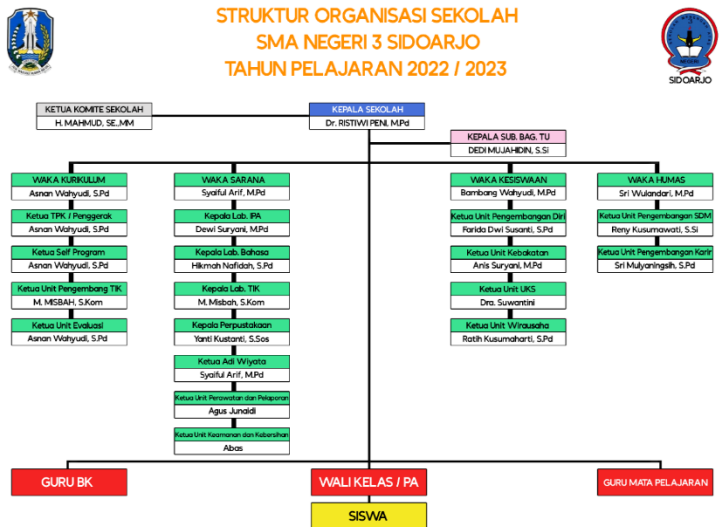 STRUKTUR ORGANISASI SEKOLAH
SMA NEGERI 3 SIDOARJO
TAHUN PELAJARAN 2022 / 2023
SIDOARJO
KETUA KOMITE SEKOLAH
H. MAHMUD, SE.,MM
KEPALA SEKOLAH
Dr. RISTIWI PENI, M.Pd
KEPALA SUB. BAG. TU
DEDI MUJAHIDIN, S.Si
WAKA KURIKULUM
Asnan Wahyudi, S.Pd
Ketua TPK / Penggerak
Asnan Wahyudi, S.Pd
Ketua Self Program
Asnan Wahyudi, S.Pd
Ketua Unit Pengembang TIK
M. MISBAH, S.Kom
Ketua Unit Evaluasi
Asnan Wahyudi, S.Pd
WAKA SARANA
Syaiful Arif, M.Pd
Kepala Lab. IPA
Dewi Suryani, M.Pd
Kepala Lab. Bahasa
Hikmah Nafidah, S.Pd
Kepala Lab. TIK
M. Misbah, S.Kom
Kepala Perpustakaan
Yanti Kustanti, S.Sos
Ketua Adi Wiyata
Syaiful Arif, M.Pd
Ketua Unit Perawatan dan Pelaporan
Agus Junaidi
Ketua Unit Keamanan dan Kebersihan
Abas
WAKA KESISWAAN
Bambang Wahyudi, M.Pd
Ketua Unit Pengembangan Diri
Farida Dwi Susanti, S.Pd
Ketua Unit Kebakatan
Anis Suryani, M.Pd
Ketua Unit UKS
Dra. Suwantini
Ketua Unit Wirausaha
Ratih Kusumaharti, S.Pd
WAKA HUMAS
Sri Wulandari, M.Pd
Ketua Unit Pengembangan SDM
Reny Kusumawati, S.Si
Ketua Unit Pengembangan Karir
Sri Mulyaningsih, S.Pd
GURU BK
WALI KELAS / PA
GURU MATA PELAJARAN
SISWA